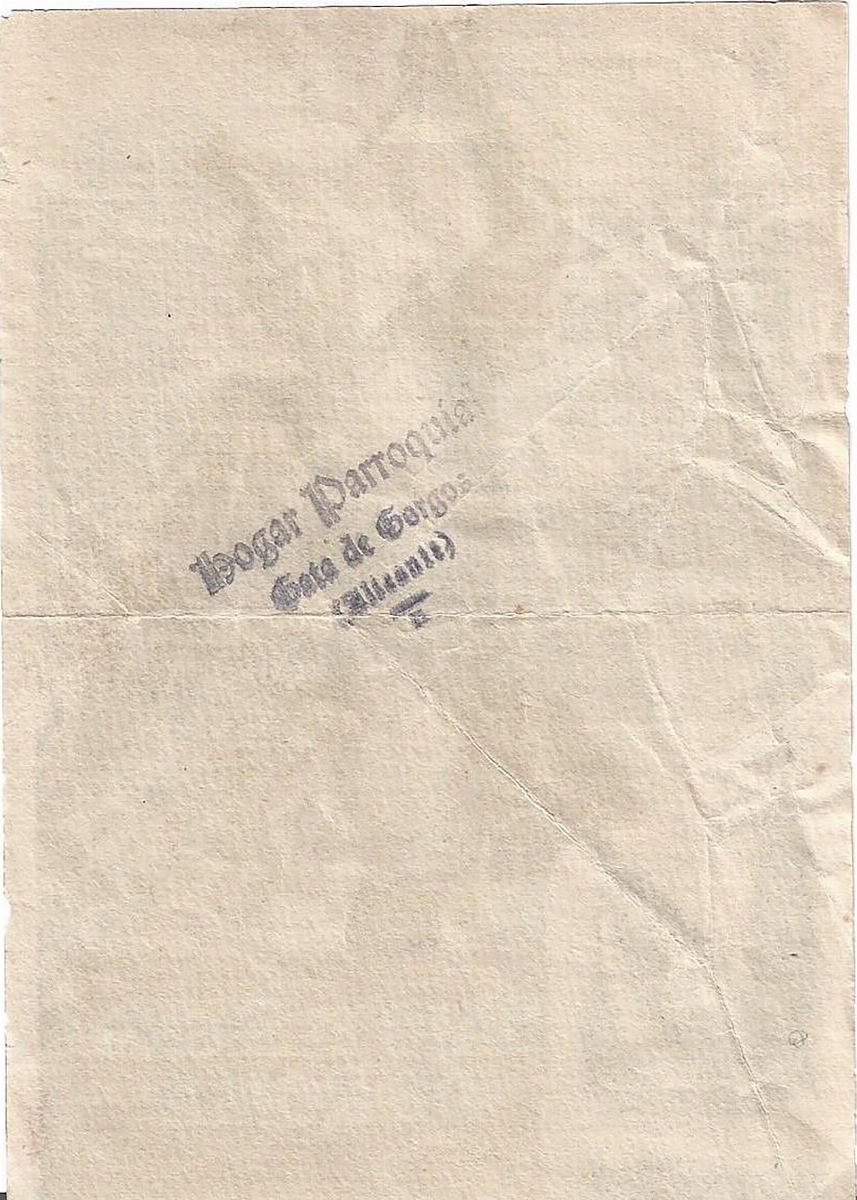 Hogar Parroquial
Gata de Gorgos
(Alicante)